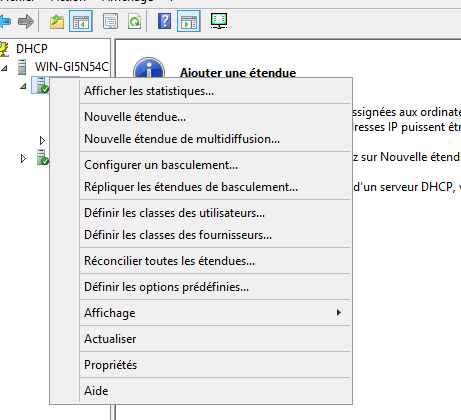 Action Affichage
DHCP
WIN-GI5N54C
Ajouter une étendue
Afficher les statistiques...
Nouvelle étendue...
ssignées aux ordinate
Nouvelle étendue de multidiffusion...
resses IP puissent êtr
Configurer un basculement...
z sur Nouvelle étend
Répliquer les étendues de basculement...
d'un serveur DHCP, v
Définir les classes des utilisateurs...
Définir les classes des fournisseurs...
Réconcilier toutes les étendues...
Définir les options prédéfinies...
Affichage
Actualiser
Propriétés
Aide